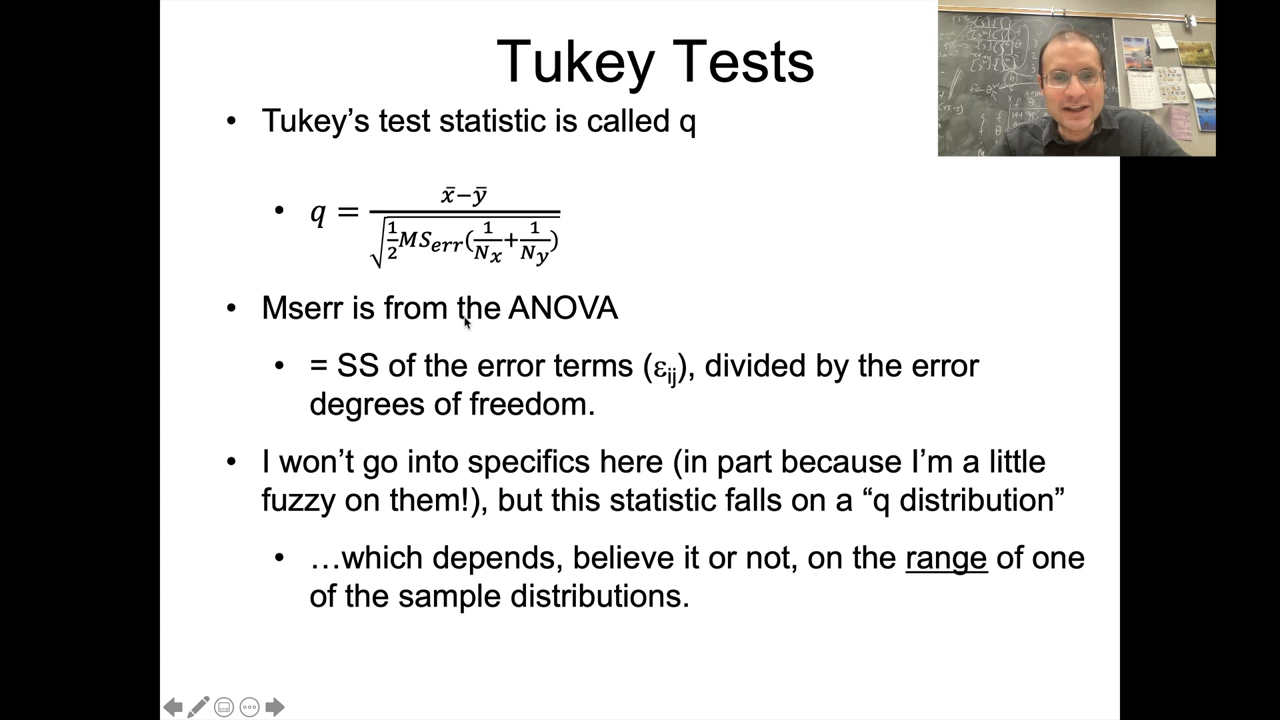 Tukey Tests
• Tukey’s test statistic is called q
• q = x̄−ȳ / √(1/2 MSerr(1/Nx + 1/Ny))
• Mserr is from the ANOVA
• = SS of the error terms (εij), divided by the error
degrees of freedom.
• I won’t go into specifics here (in part because I’m a little
fuzzy on them!), but this statistic falls on a “q distribution”
• …which depends, believe it or not, on the range of one
of the sample distributions.